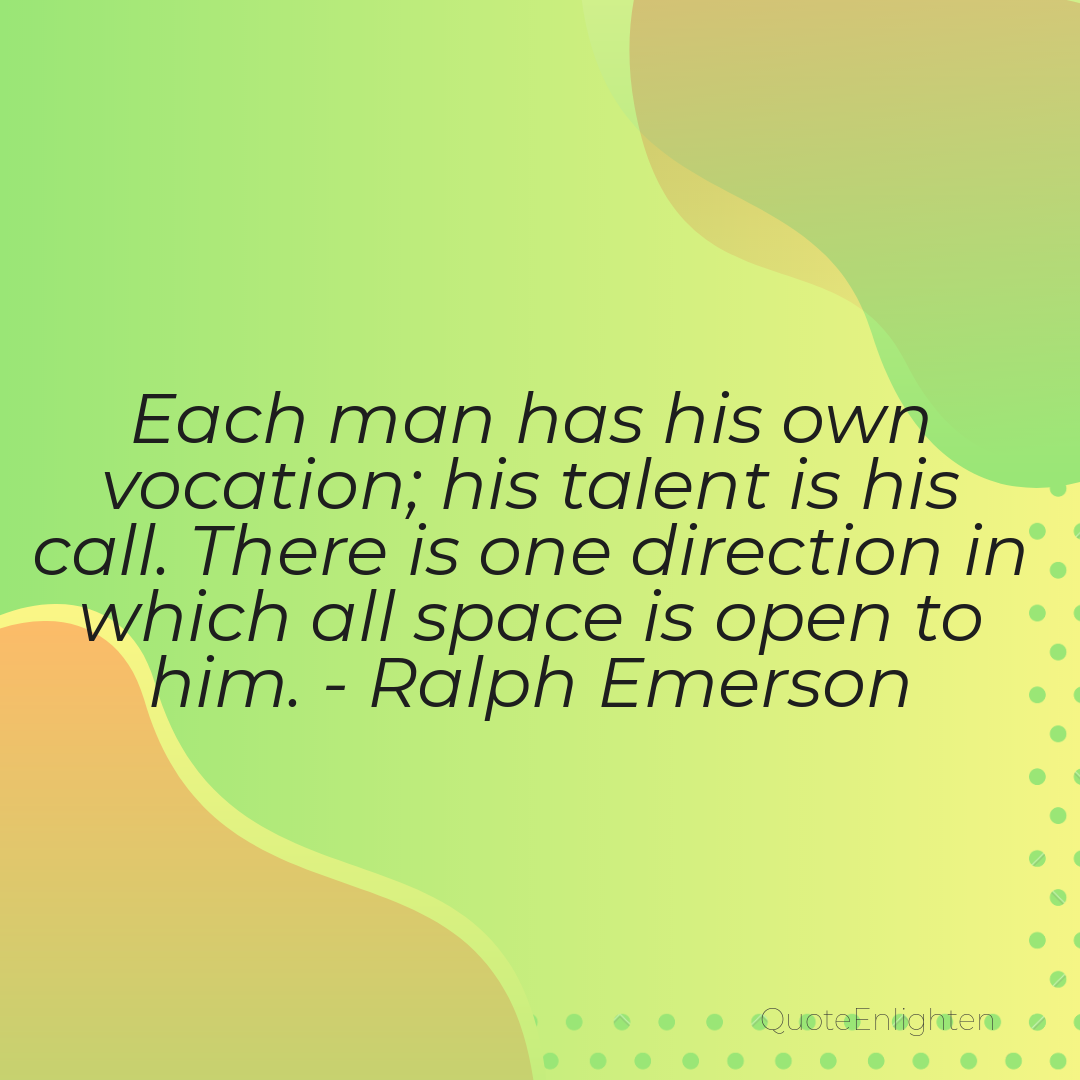 Each man has his own
vocation; his talent is his
call. There is one direction in
which all space is open to
him. - Ralph Emerson
QuoteEnlighten